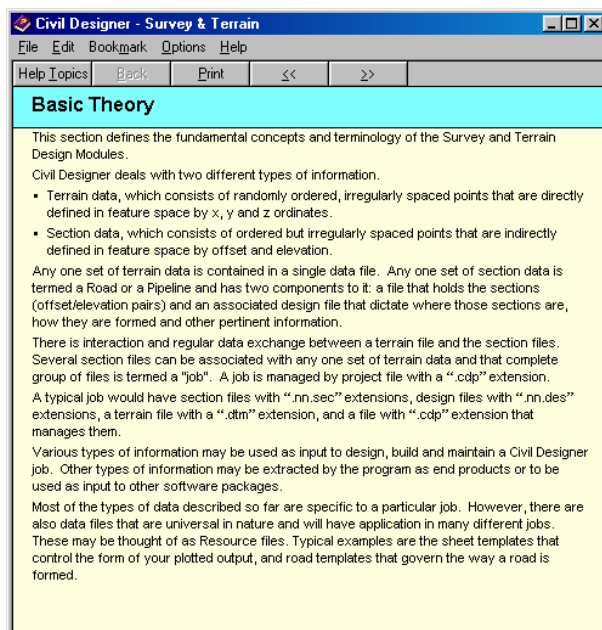 Civil Designer - Survey & Terrain
File Edit Bookmark Options Help
Help Topics Back Print << >>
Basic Theory
This section defines the fundamental concepts and terminology of the Survey and Terrain
Design Modules.
Civil Designer deals with two different types of information.
▪ Terrain data, which consists of randomly ordered, irregularly spaced points that are directly
defined in feature space by x, y and z ordinates.
▪ Section data, which consists of ordered but irregularly spaced points that are indirectly
defined in feature space by offset and elevation.
Any one set of terrain data is contained in a single data file. Any one set of section data is
termed a Road or a Pipeline and has two components to it: a file that holds the sections
(offset/elevation pairs) and an associated design file that dictate where those sections are,
how they are formed and other pertinent information.
There is interaction and regular data exchange between a terrain file and the section files.
Several section files can be associated with any one set of terrain data and that complete
group of files is termed a "job". A job is managed by project file with a “.cdp” extension.
A typical job would have section files with “.nn.sec” extensions, design files with “.nn.des”
extensions, a terrain file with a “.dtm” extension, and a file with “.cdp” extension that
manages them.
Various types of information may be used as input to design, build and maintain a Civil Designer
job. Other types of information may be extracted by the program as end products or to be
used as input to other software packages.
Most of the types of data described so far are specific to a particular job. However, there are
also data files that are universal in nature and will have application in many different jobs.
These may be thought of as Resource files. Typical examples are the sheet templates that
control the form of your plotted output, and road templates that govern the way a road is
formed.